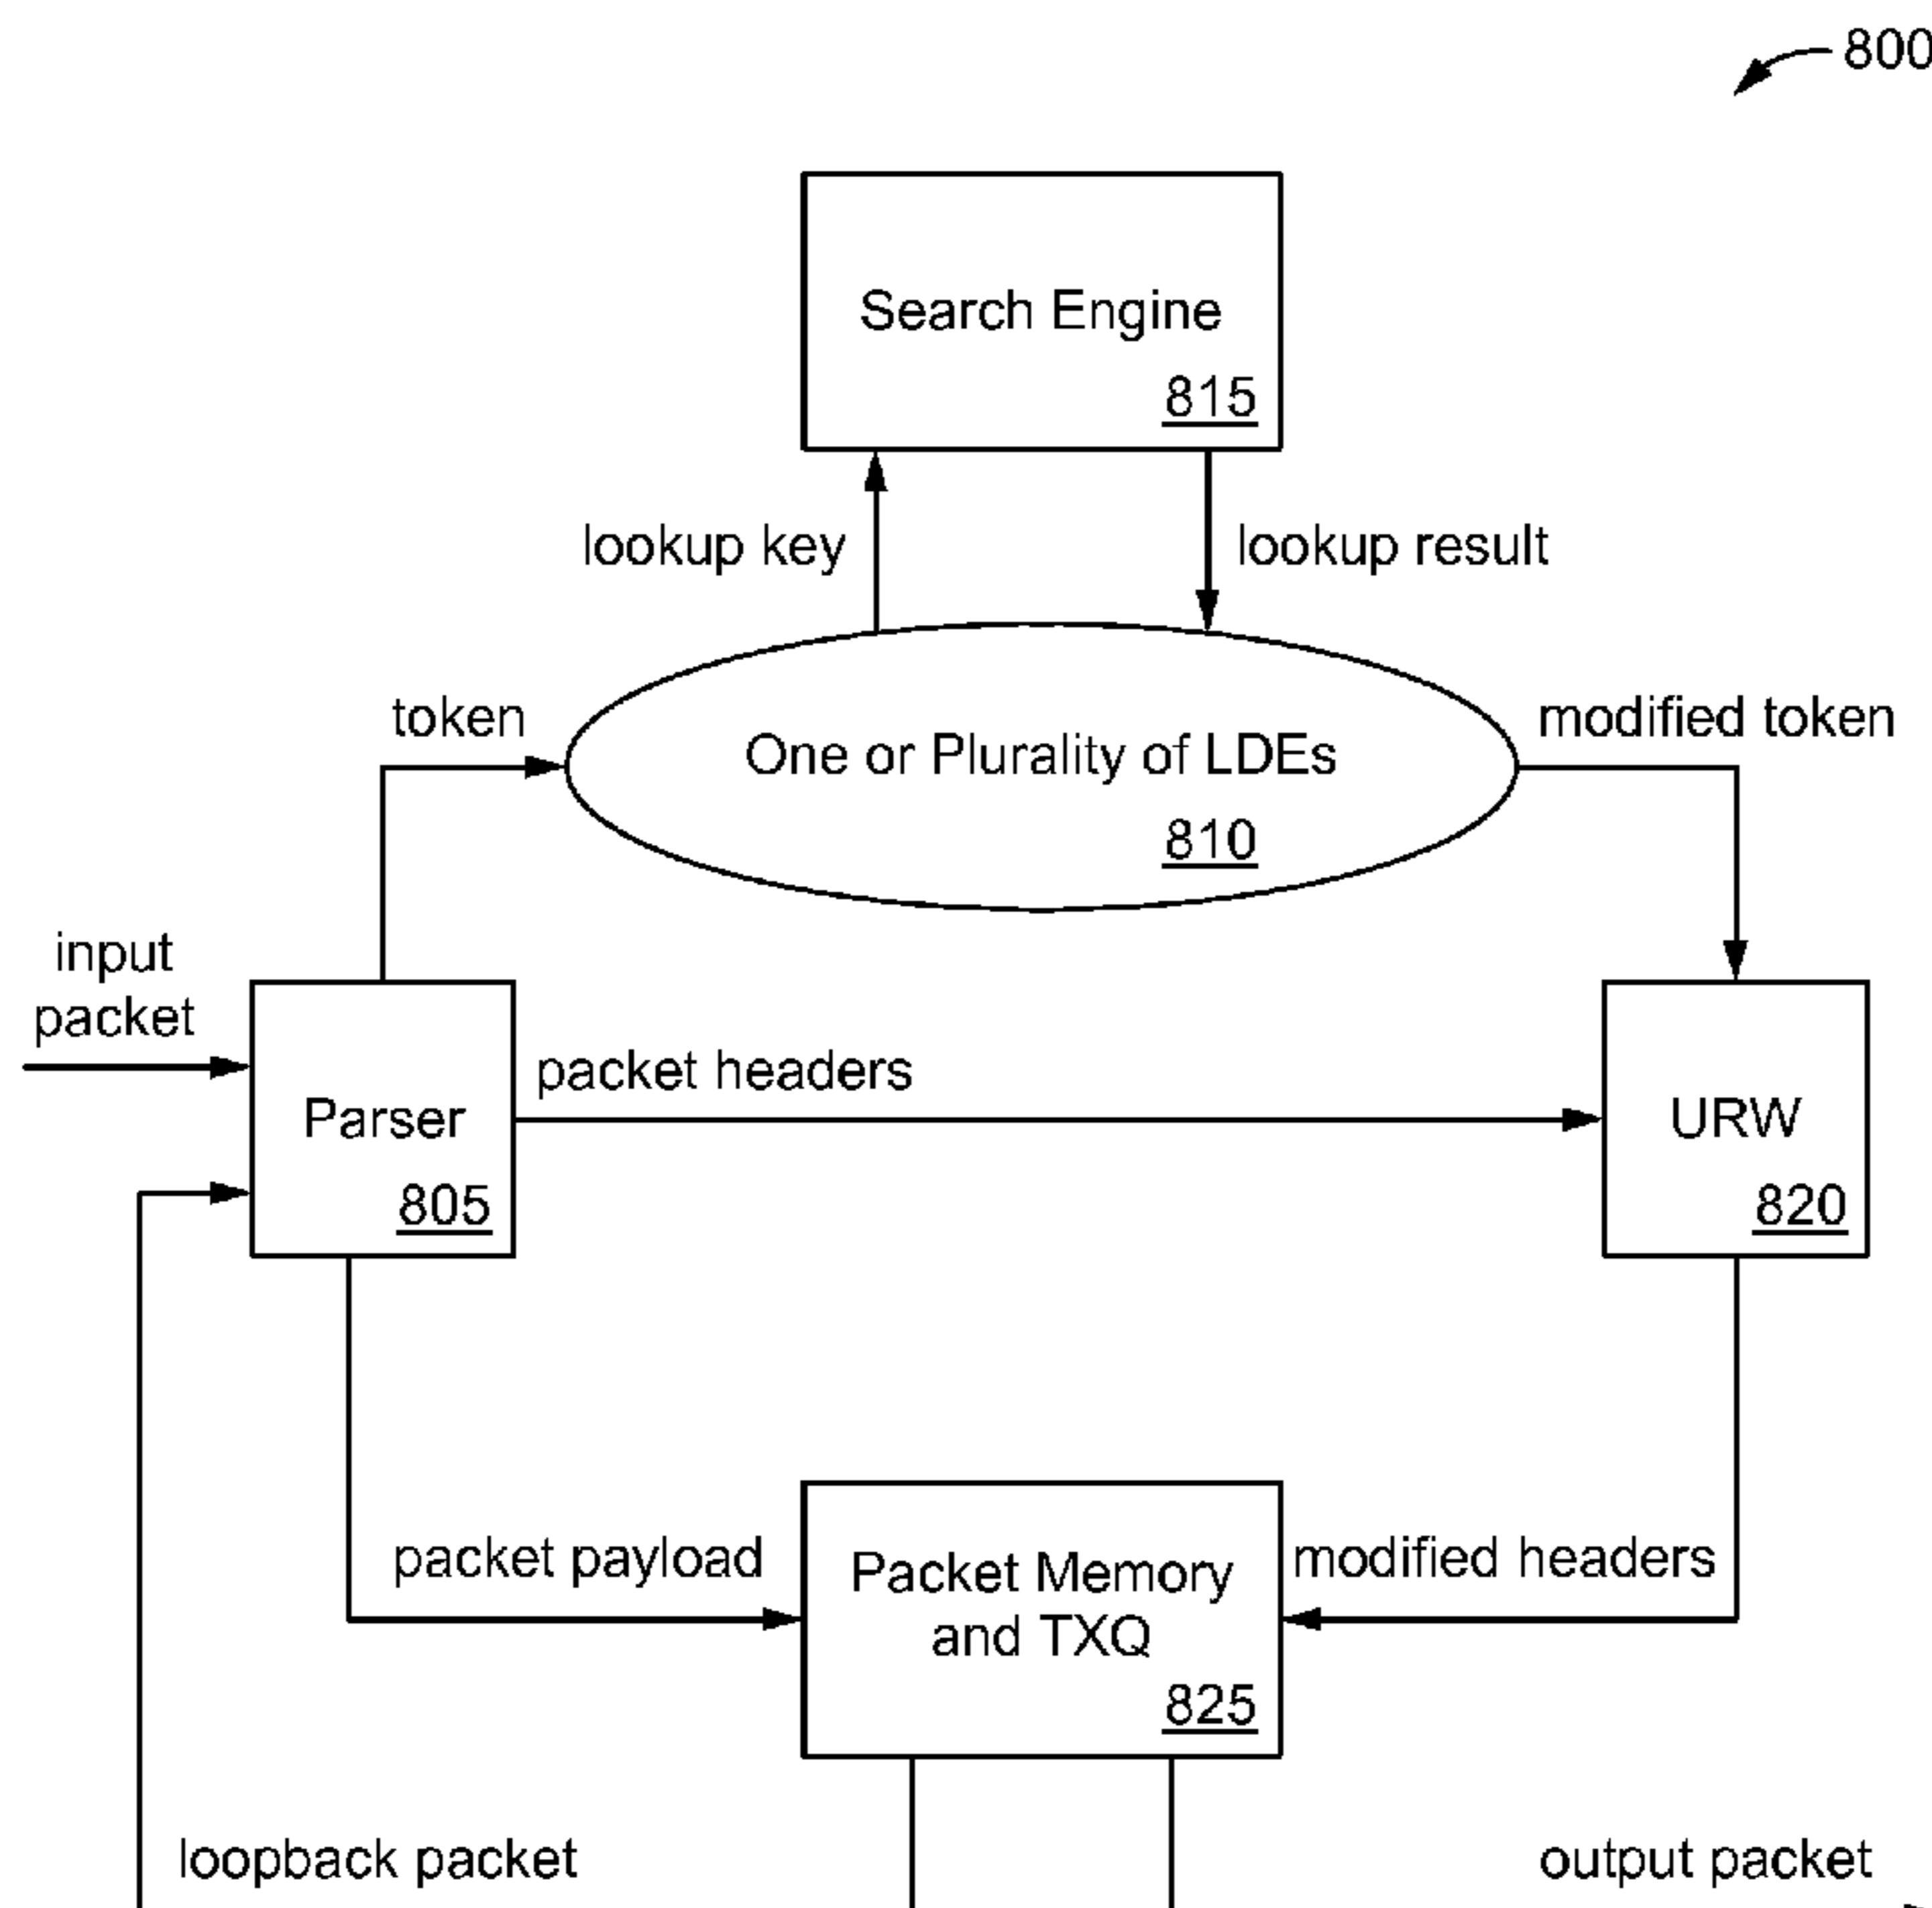 800
Search Engine
815
lookup key
lookup result
token
One or Plurality of LDEs
810
modified token
input
packet
Parser
805
packet headers
URW
820
packet payload
Packet Memory
and TXQ
825
modified headers
loopback packet
output packet